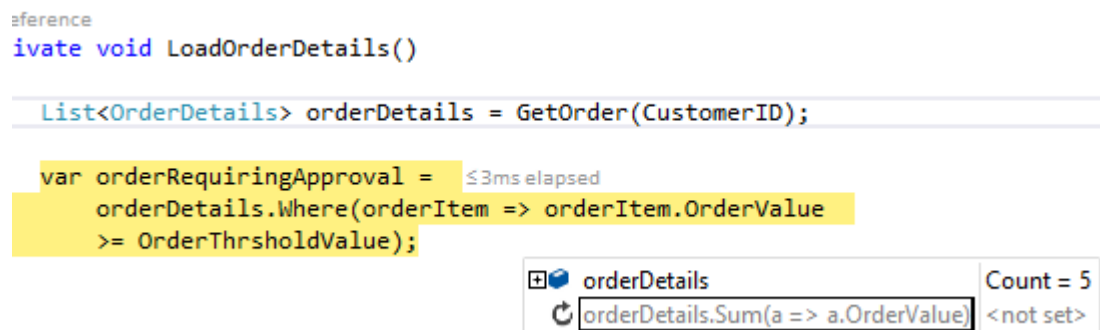 eference
ivate void LoadOrderDetails()
List<OrderDetails> orderDetails = GetOrder(CustomerID);
var orderRequiringApproval = ≤3ms elapsed
orderDetails.Where(orderItem => orderItem.OrderValue
>= OrderThrsholdValue);
orderDetails Count = 5
orderDetails.Sum(a => a.OrderValue) <not set>